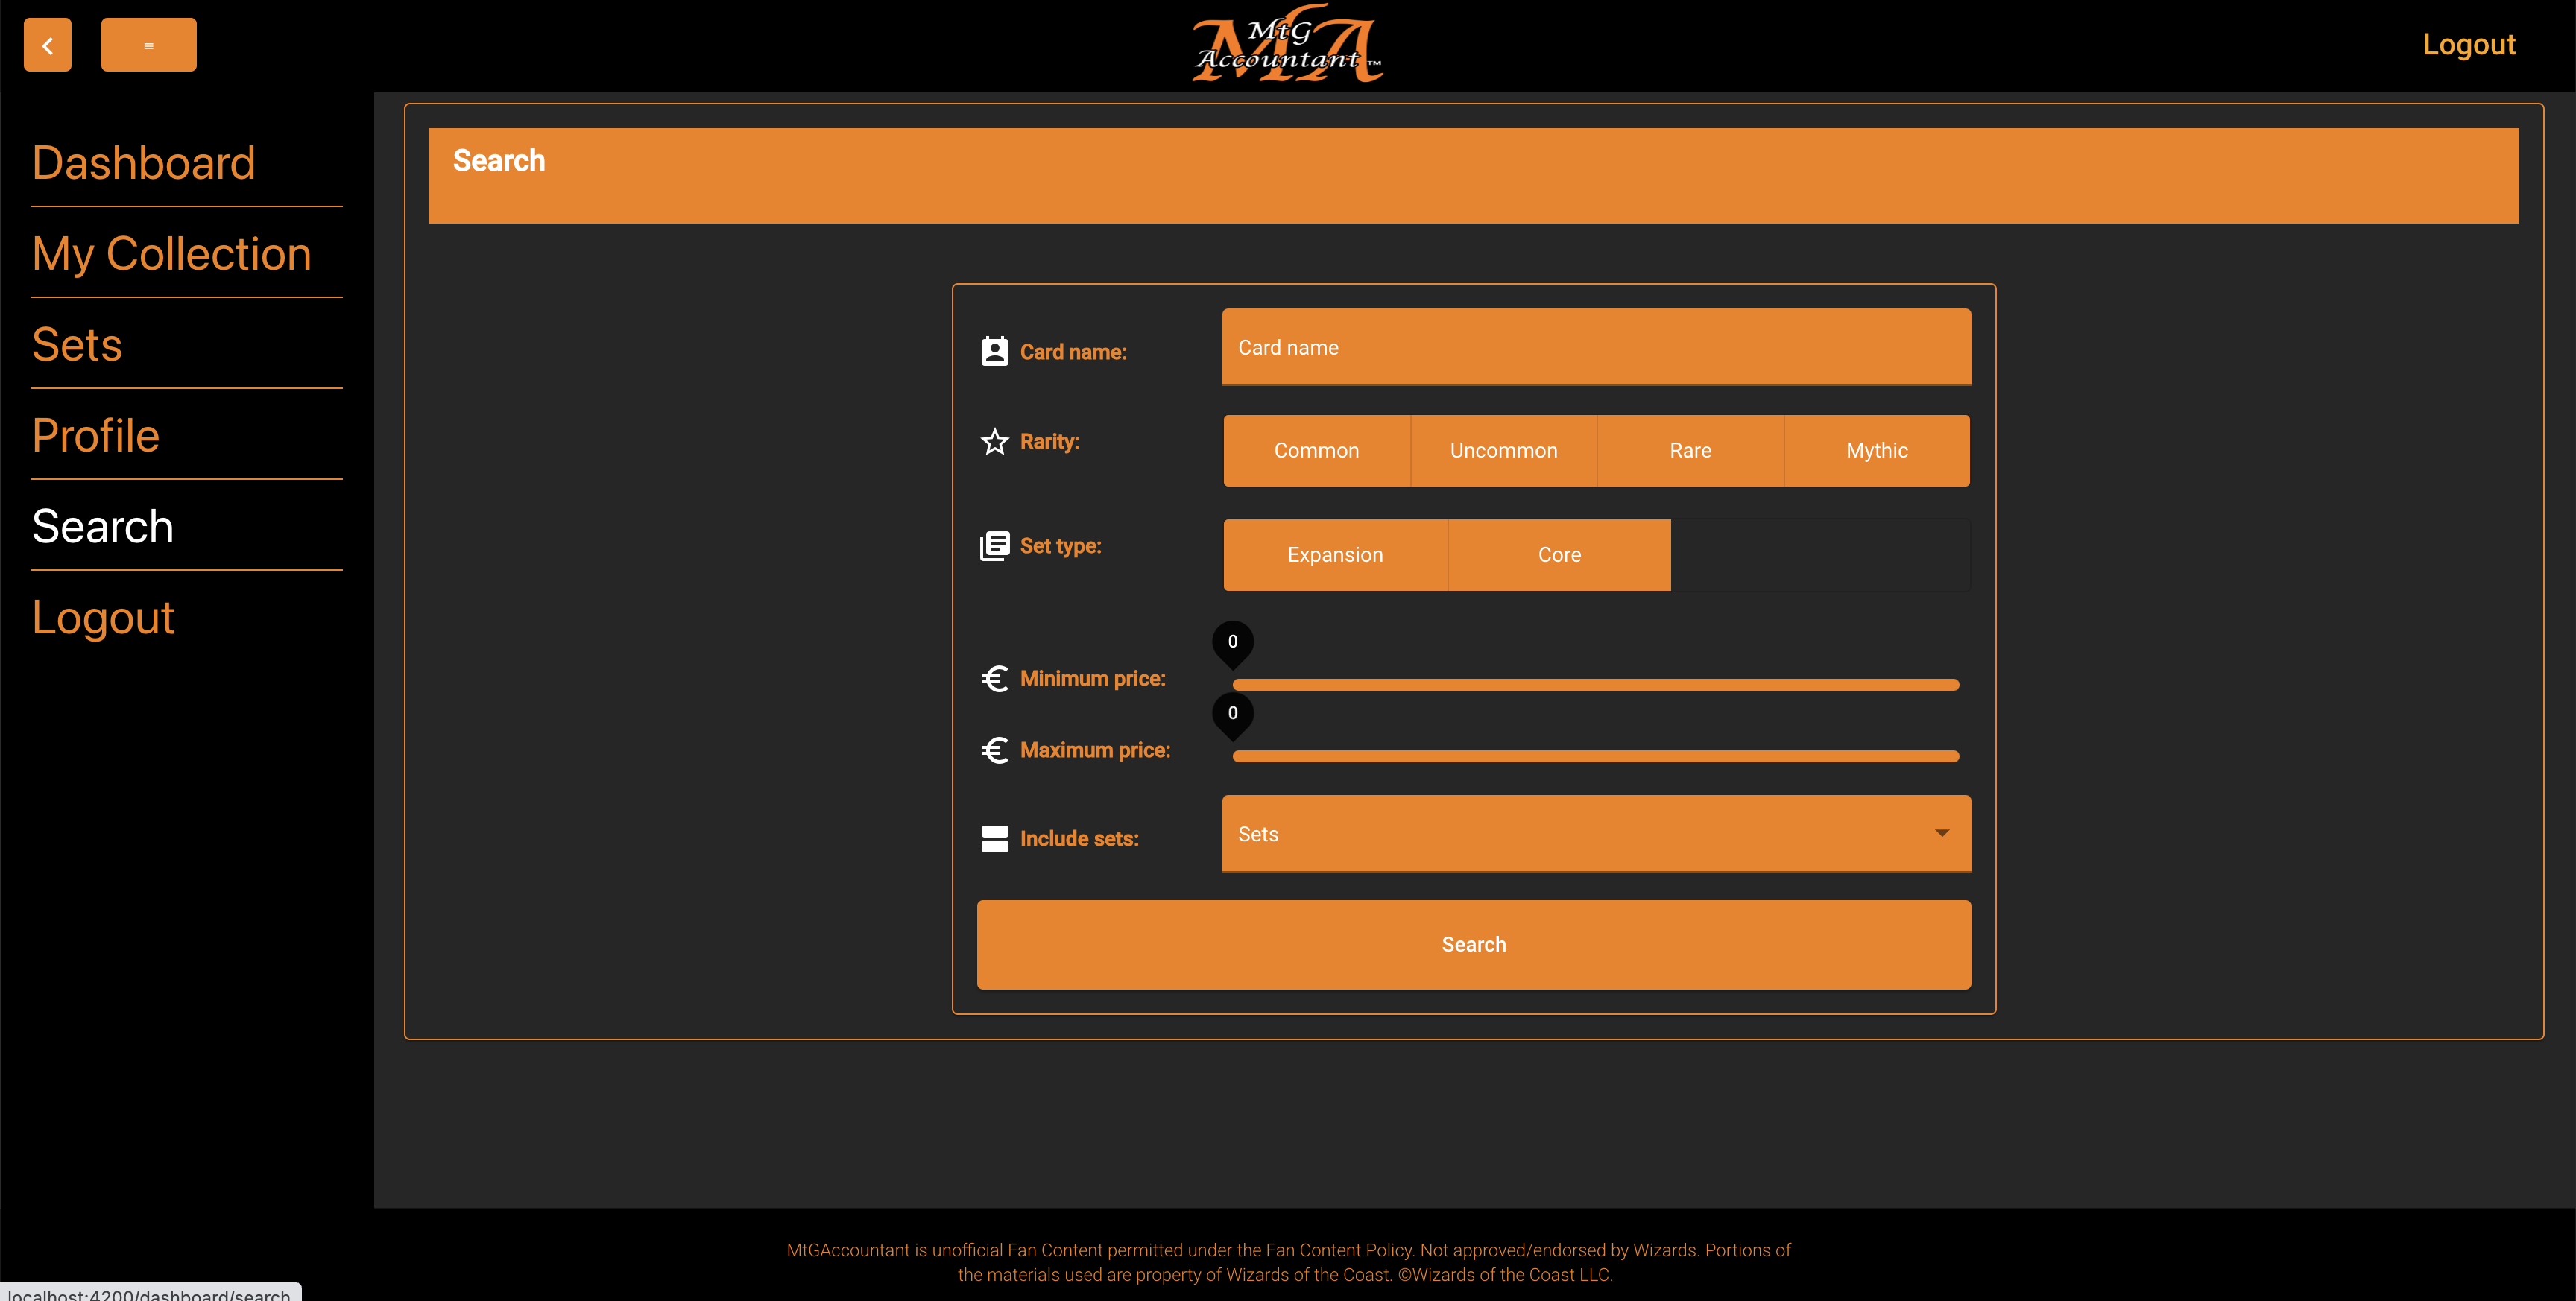 MtG
Accountant™
Logout
Dashboard
My Collection
Sets
Profile
Search
Logout
Search
Card name:
Card name
Rarity:
Common Uncommon Rare Mythic
Set type:
Expansion Core
0
Minimum price:
0
Maximum price:
Include sets:
Sets
Search
MtGAccountant is unofficial Fan Content permitted under the Fan Content Policy. Not approved/endorsed by Wizards. Portions of
the materials used are property of Wizards of the Coast. ©Wizards of the Coast LLC.
localhost:4200/dashboard/search